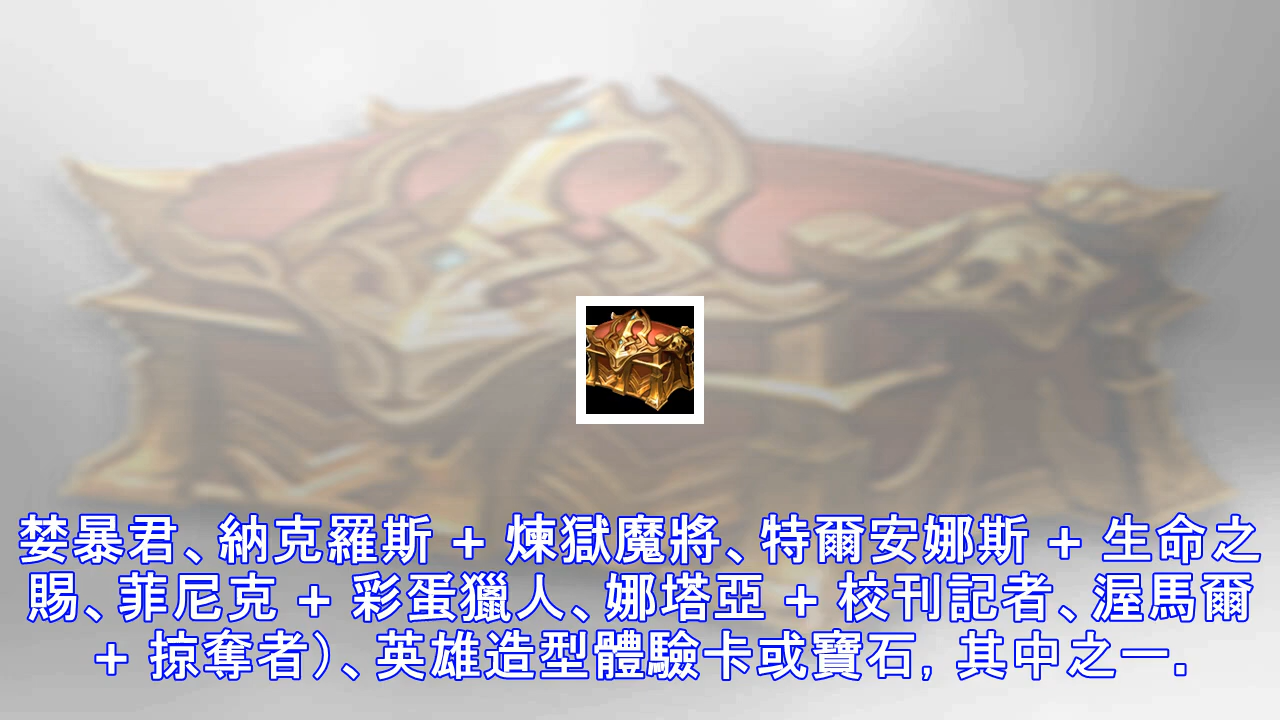 婪暴君、納克羅斯 + 煉獄魔將、特爾安娜斯 + 生命之
賜、菲尼克 + 彩蛋獵人、娜塔亞 + 校刊記者、渥馬爾
+ 掠奪者)、英雄造型體驗卡或寶石, 其中之一.